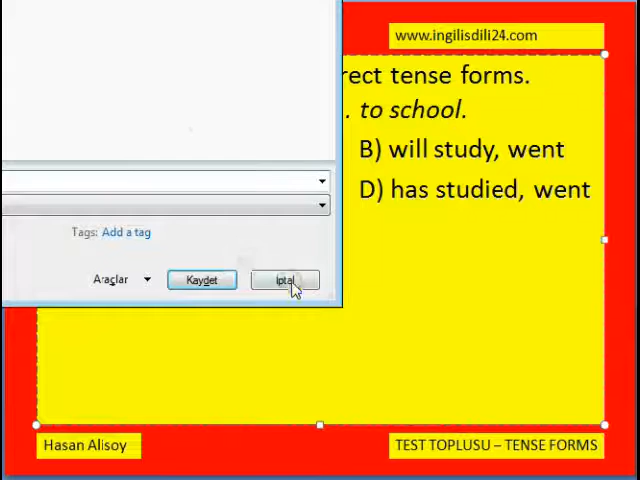 www.ingilisdili24.com
rect tense forms.
. to school.
B) will study, went
D) has studied, went
Tags: Add a tag
Araçlar
Kaydet
İptal
Hasan Alisoy
TEST TOPLUSU – TENSE FORMS